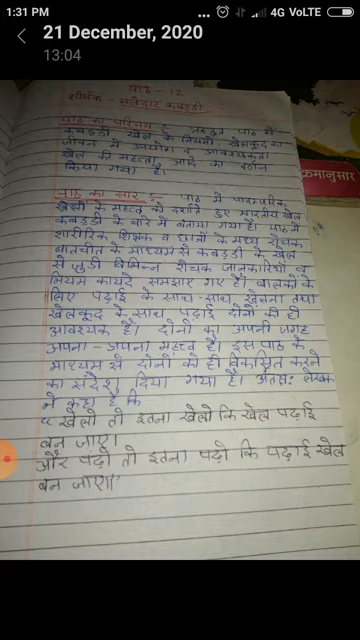 1:31 PM
4G VoLTE
21 December, 2020
13:04
पाठ - 12
शीर्षक - मानेदार कबड्डी
पाठ का परिचय : प्रस्तुत पाठ में
कबड्डी खेल के नियमों, खेलकूद का
जीवन में उपयोग व आवश्यकता
खेल की महत्ता आदि का वर्णन
किया गया है।
क्रमानुसार
पाठ का सार : पाठ में पारम्परिक
खेलों के महत्व को दर्शाते हुए भारतीय खेल
कबड्डी के बारे में बताया गया है। पाठ में
शारीरिक शिक्षक व छात्रों के मध्य रोचक
बातचीत के माध्यम से कबड्डी के खेल
से जुड़ी विभिन्न रोचक जानकारियाँ व
नियम कायदे समझाए गए हैं। बालकों के
लिए पढ़ाई के साथ-साथ खेलना तथा
खेलकूद के साथ पढ़ाई दोनों की ही
आवश्यक हैं। दोनों का अपनी जगह
अपना-अपना महत्व है। इस पाठ के
माध्यम से दोनों को ही विकसित करने
का संदेश दिया गया है। अंततः लेखक
ने कहा है कि
" खेलो तो इतना खेलो कि खेल पढ़ाई
बन जाए।
और पढ़ो तो इतना पढ़ो कि पढ़ाई खेल
बन जाए।"